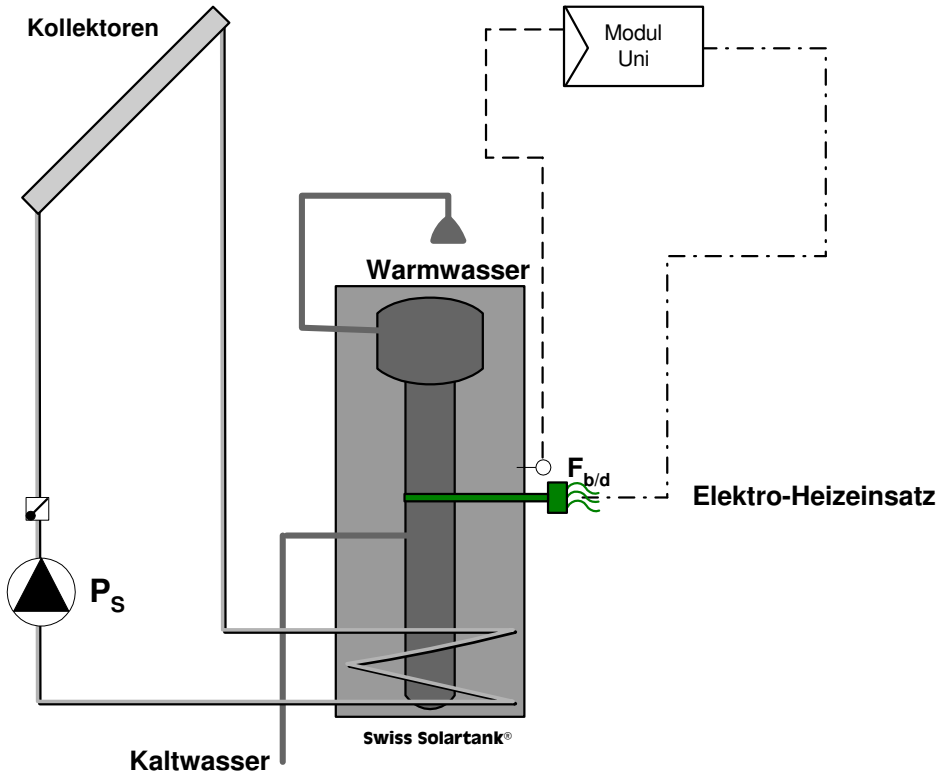 Kollektoren
Modul
Uni
Warmwasser
F b/d
Elektro-Heizeinsatz
P S
Swiss Solartank®
Kaltwasser